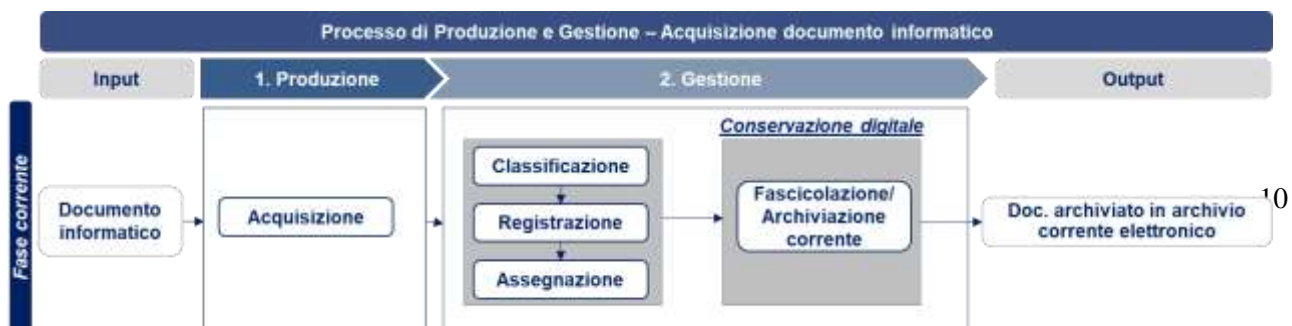 Processo di Produzione e Gestione – Acquisizione documento informatico
Input
1. Produzione
2. Gestione
Output
Fase corrente
Documento
informatico
Acquisizione
Classificazione
Registrazione
Assegnazione
Conservazione digitale
Fascicolazione/
Archiviazione
corrente
Doc. archiviato in archivio
corrente elettronico
10